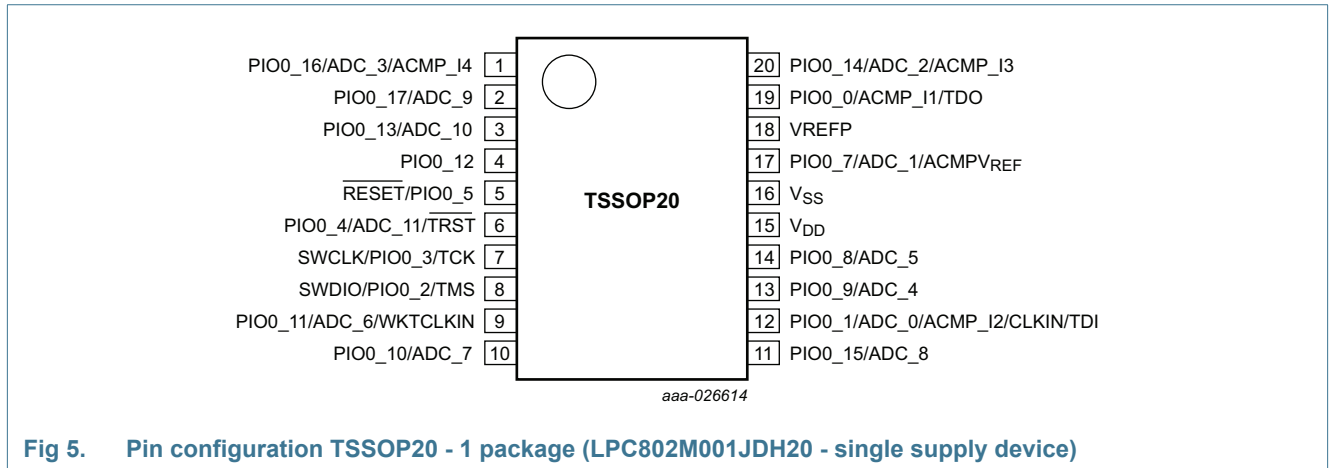 PIO0_16/ADC_3/ACMP_I4 1
PIO0_17/ADC_9 2
PIO0_13/ADC_10 3
PIO0_12 4
RESET/PIO0_5 5
PIO0_4/ADC_11/TRST 6
SWCLK/PIO0_3/TCK 7
SWDIO/PIO0_2/TMS 8
PIO0_11/ADC_6/WKTCLKIN 9
PIO0_10/ADC_7 10
TSSOP20
20 PIO0_14/ADC_2/ACMP_I3
19 PIO0_0/ACMP_I1/TDO
18 VREFP
17 PIO0_7/ADC_1/ACMPVREF
16 VSS
15 VDD
14 PIO0_8/ADC_5
13 PIO0_9/ADC_4
12 PIO0_1/ADC_0/ACMP_I2/CLKIN/TDI
11 PIO0_15/ADC_8
aaa-026614
Fig 5. Pin configuration TSSOP20 - 1 package (LPC802M001JDH20 - single supply device)